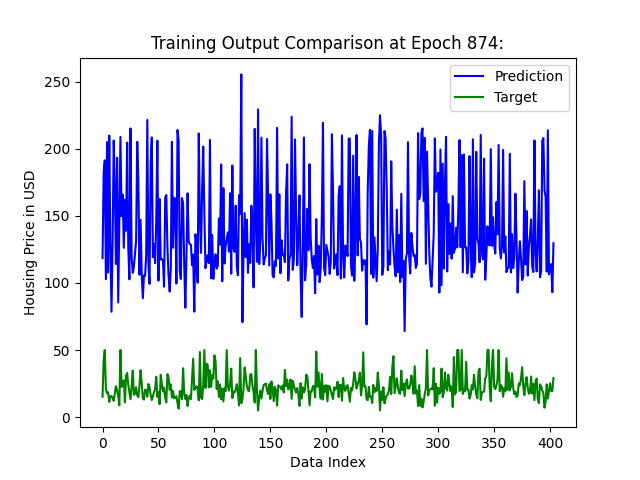 Training Output Comparison at Epoch 874:
Prediction
Target
Housing Price in USD
250
200
150
100
50
0
0 50 100 150 200 250 300 350 400
Data Index